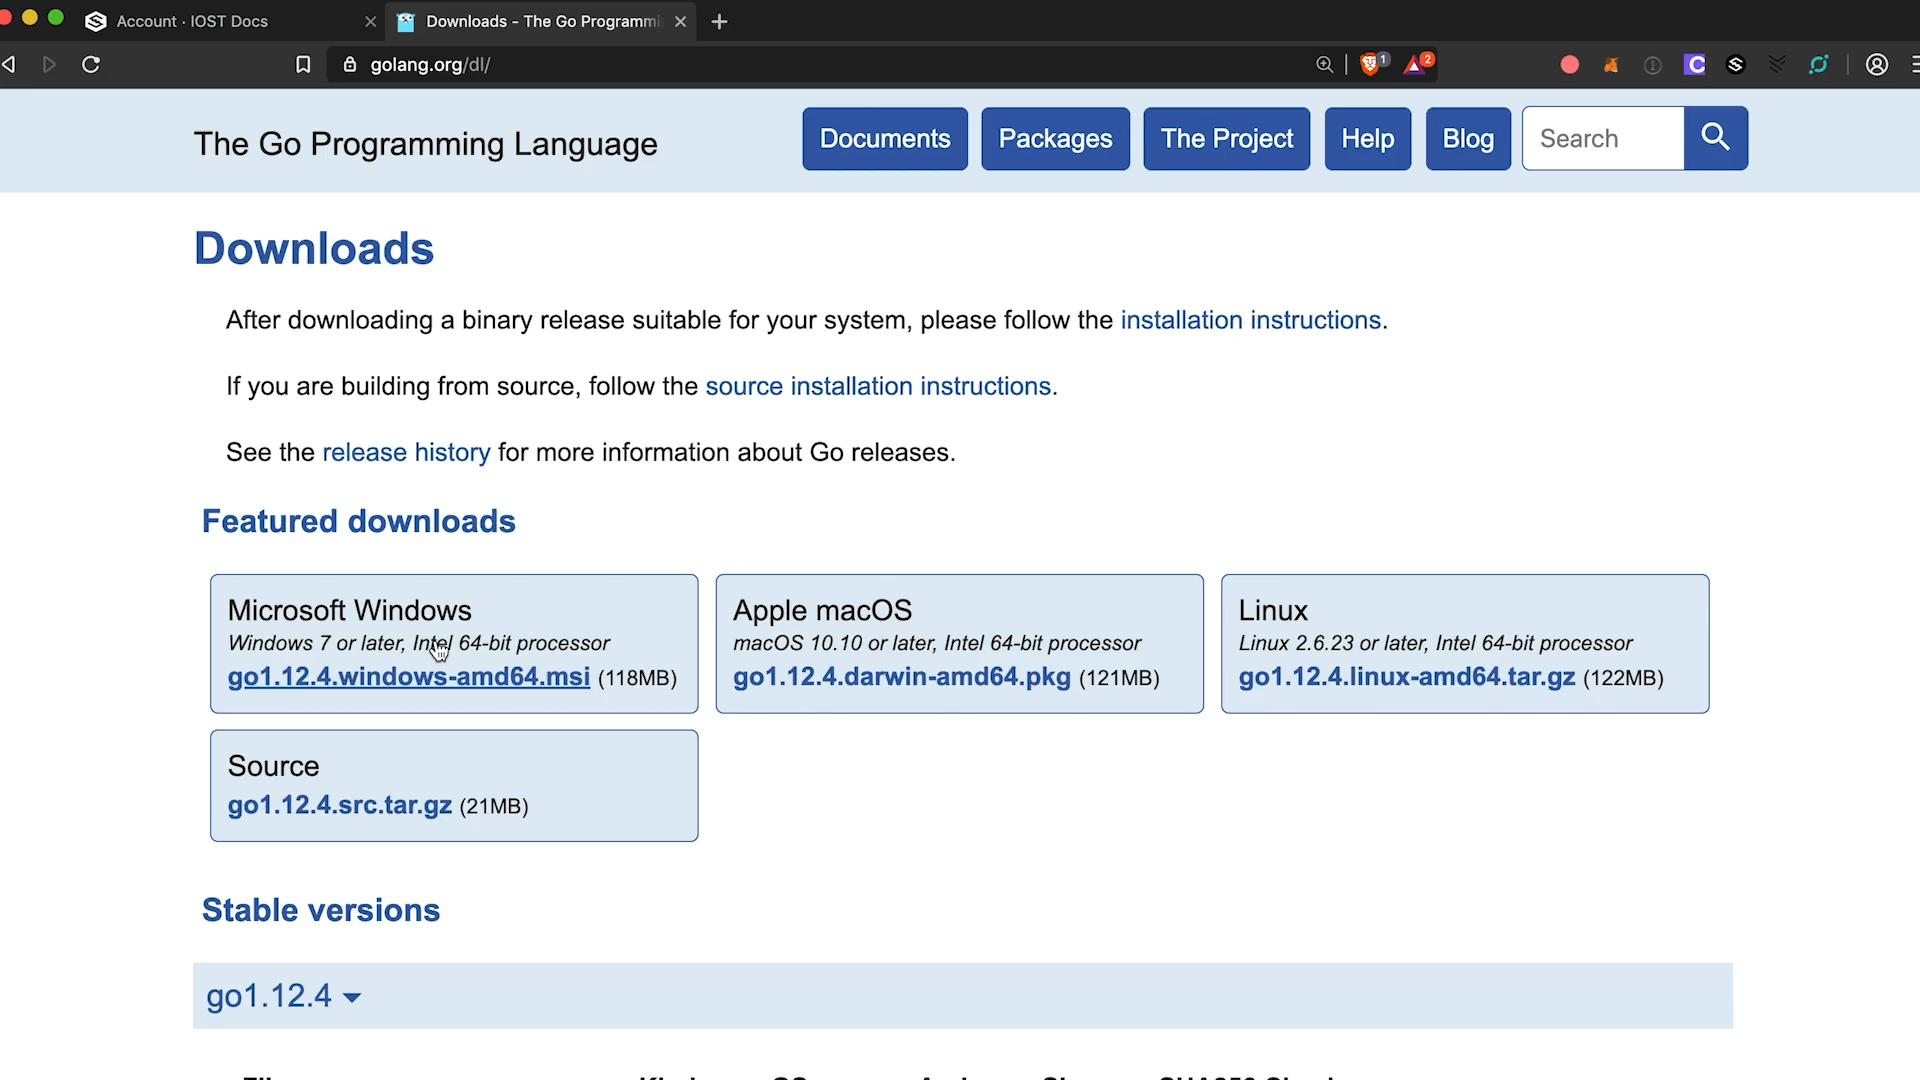 Account · IOST Docs
Downloads - The Go Programmi
golang.org/dl/
1
2
The Go Programming Language
Documents
Packages
The Project
Help
Blog
Search
Downloads
After downloading a binary release suitable for your system, please follow the installation instructions.
If you are building from source, follow the source installation instructions.
See the release history for more information about Go releases.
Featured downloads
Microsoft Windows
Windows 7 or later, Intel 64-bit processor
go1.12.4.windows-amd64.msi (118MB)
Apple macOS
macOS 10.10 or later, Intel 64-bit processor
go1.12.4.darwin-amd64.pkg (121MB)
Linux
Linux 2.6.23 or later, Intel 64-bit processor
go1.12.4.linux-amd64.tar.gz (122MB)
Source
go1.12.4.src.tar.gz (21MB)
Stable versions
go1.12.4